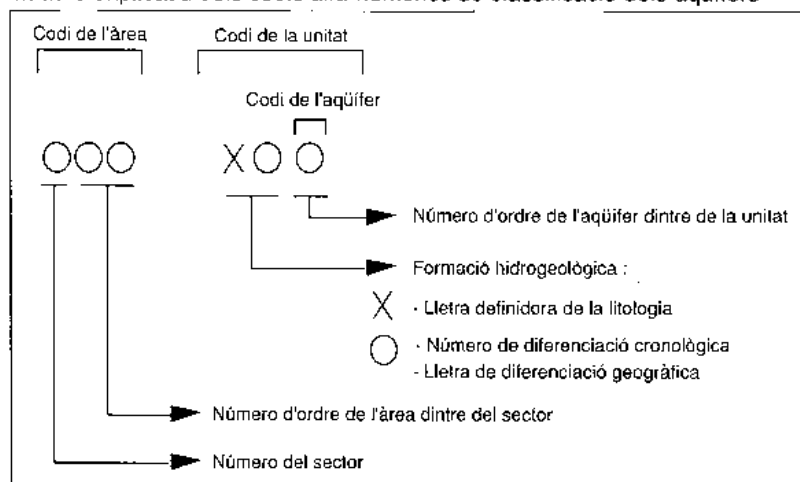 Codi de l'àrea
Codi de la unitat
Codi de l'aqüífer
OOO
XO O
Número d'ordre de l'aqüífer dintre de la unitat
Formació hidrogeològica :
X - Lletra definidora de la litologia
O - Número de diferenciació cronològica
- Lletra de diferenciació geogràfica
Número d'ordre de l'àrea dintre del sector
Número del sector